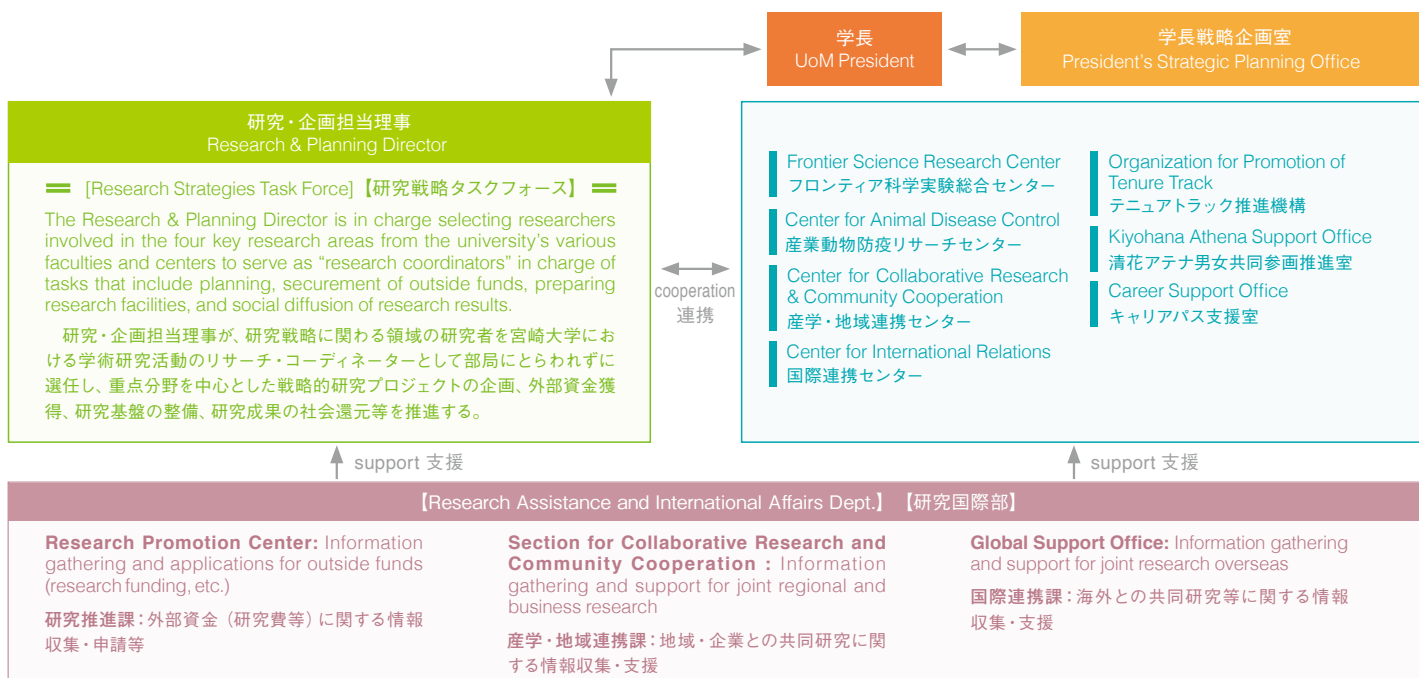 学長
UoM President
学長戦略企画室
President's Strategic Planning Office
研究・企画担当理事
Research & Planning Director
[Research Strategies Task Force]【研究戦略タスクフォース】
The Research & Planning Director is in charge selecting researchers
involved in the four key research areas from the university's various
faculties and centers to serve as “research coordinators” in charge of
tasks that include planning, securement of outside funds, preparing
research facilities, and social diffusion of research results.
研究・企画担当理事が、研究戦略に関わる領域の研究者を宮崎大学にお
ける学術研究活動のリサーチ・コーディネーターとして部局にとらわれずに
選任し、重点分野を中心とした戦略的研究プロジェクトの企画、外部資金獲
得、研究基盤の整備、研究成果の社会還元等を推進する。
cooperation
連携
Frontier Science Research Center
フロンティア科学実験総合センター
Center for Animal Disease Control
産業動物防疫リサーチセンター
Center for Collaborative Research
& Community Cooperation
産学・地域連携センター
Center for International Relations
国際連携センター
Organization for Promotion of
Tenure Track
テニュアトラック推進機構
Kiyohana Athena Support Office
清花アテナ男女共同参画推進室
Career Support Office
キャリアパス支援室
support 支援
support 支援
【Research Assistance and International Affairs Dept.】【研究国際部】
Research Promotion Center: Information
gathering and applications for outside funds
(research funding, etc.)
研究推進課：外部資金（研究費等）に関する情報
収集・申請等
Section for Collaborative Research and
Community Cooperation : Information
gathering and support for joint regional and
business research
産学・地域連携課：地域・企業との共同研究に関
する情報収集・支援
Global Support Office: Information gathering
and support for joint research overseas
国際連携課：海外との共同研究等に関する情報
収集・支援